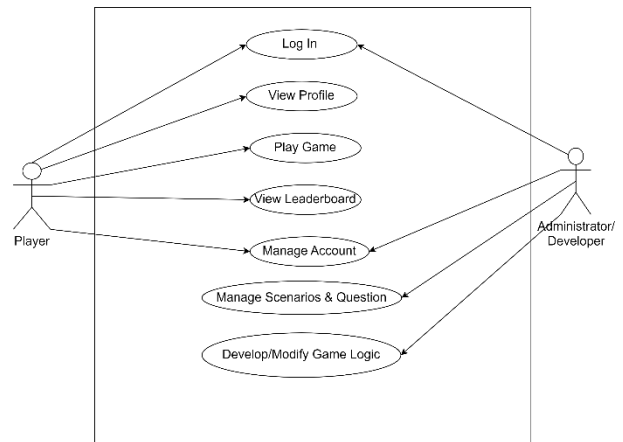 Log In
View Profile
Play Game
View Leaderboard
Player
Administrator/
Developer
Manage Account
Manage Scenarios & Question
Develop/Modify Game Logic